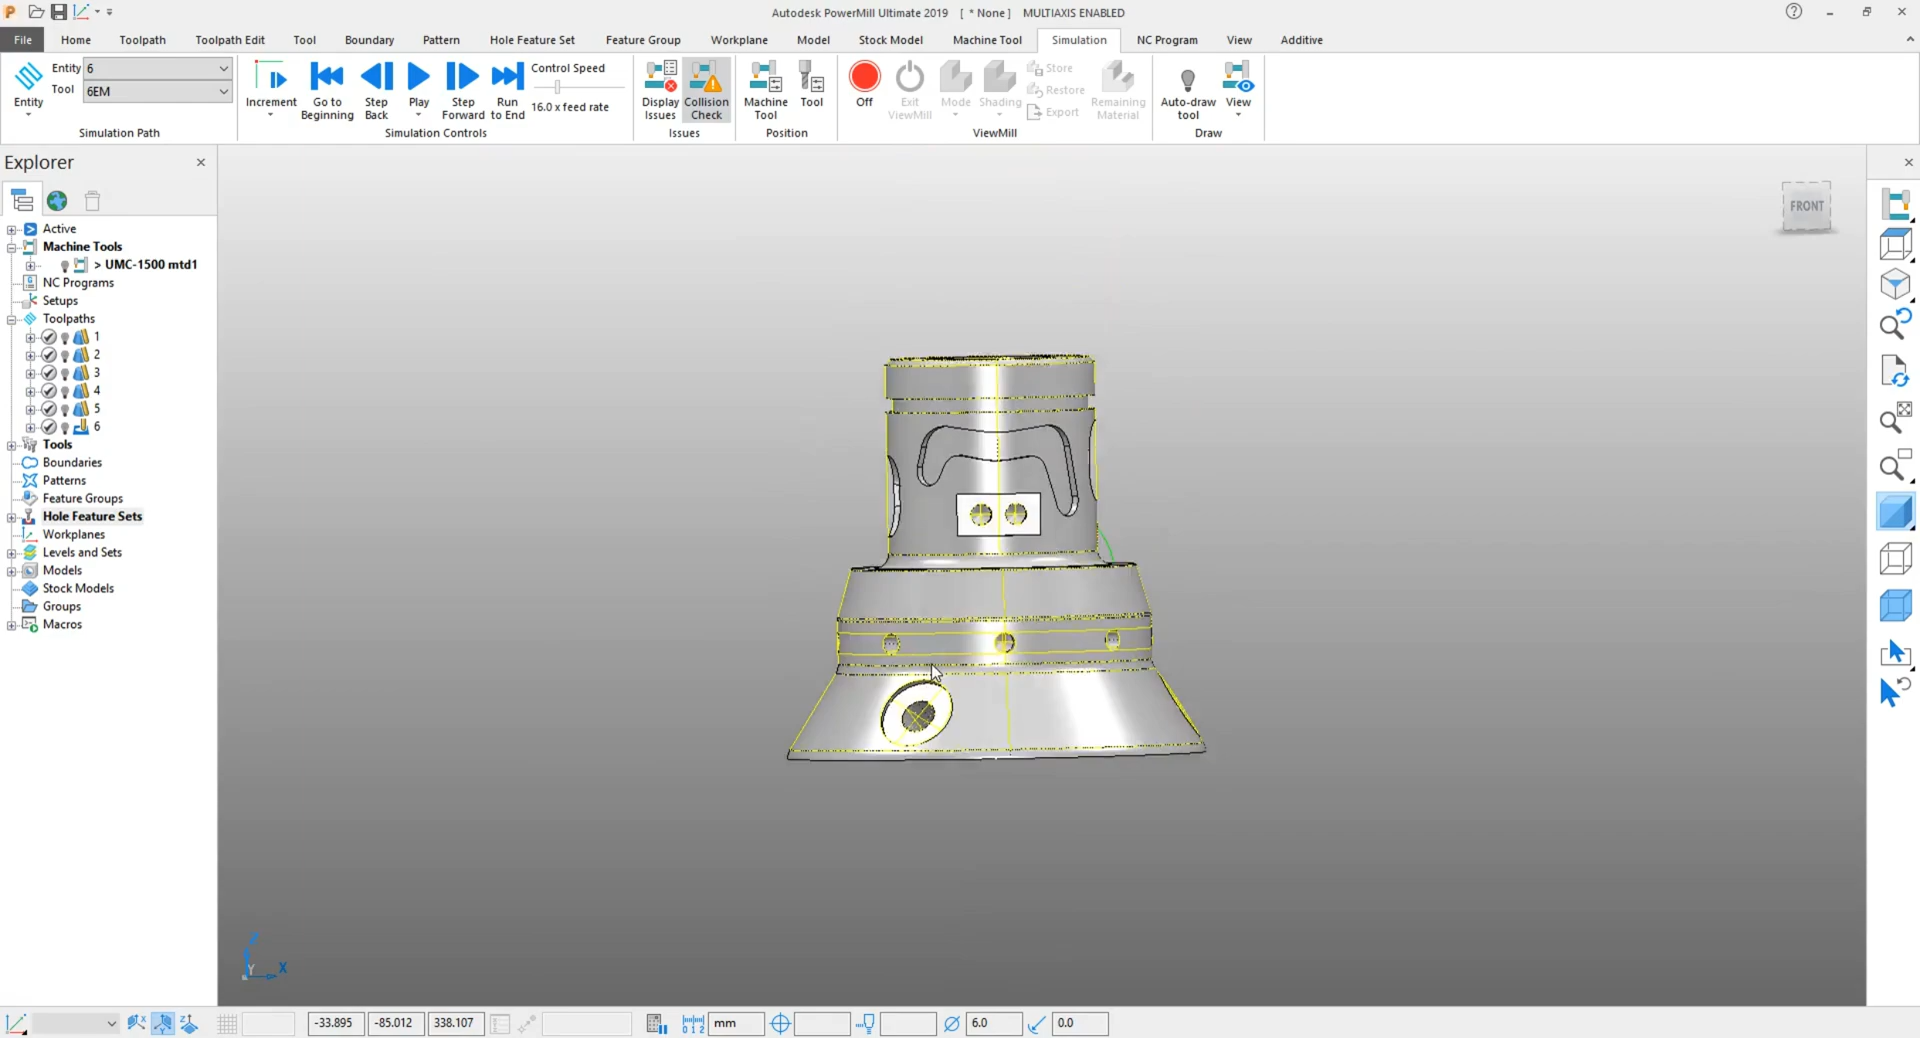 Autodesk PowerMill Ultimate 2019 [ * None ] MULTIAXIS ENABLED
File Home Toolpath Toolpath Edit Tool Boundary Pattern Hole Feature Set Feature Group Workplane Model Stock Model Machine Tool Simulation NC Program View Additive
Entity 6
Tool 6EM
Entity
Simulation Path
Increment
Go to Beginning
Step Back
Play
Step Forward
Run to End
Control Speed
16.0 x feed rate
Simulation Controls
Display Issues
Collision Check
Issues
Machine Tool
Tool
Position
Off
Exit ViewMill
Mode
Shading
Store
Restore
Export
Remaining Material
ViewMill
Auto-draw tool
View
Draw
Explorer
Active
Machine Tools
> UMC-1500 mtd1
NC Programs
Setups
Toolpaths
1
2
3
4
5
6
Tools
Boundaries
Patterns
Feature Groups
Hole Feature Sets
Workplanes
Levels and Sets
Models
Stock Models
Groups
Macros
FRONT
Z
Y X
-33.895 -85.012 338.107 mm 6.0 0.0